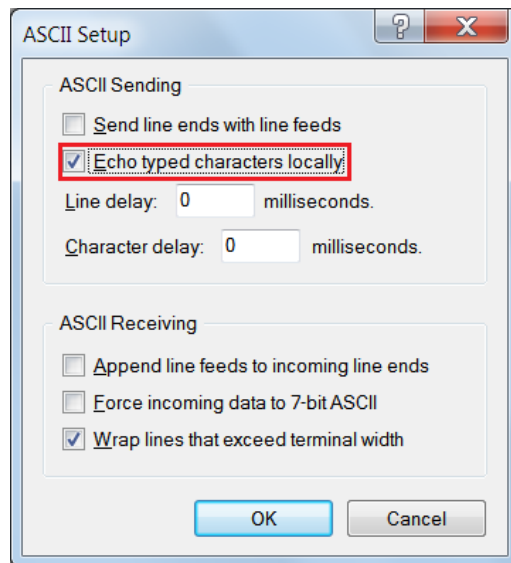 ASCII Setup
ASCII Sending
Send line ends with line feeds
Echo typed characters locally
Line delay: 0 milliseconds.
Character delay: 0 milliseconds.
ASCII Receiving
Append line feeds to incoming line ends
Force incoming data to 7-bit ASCII
Wrap lines that exceed terminal width
OK Cancel